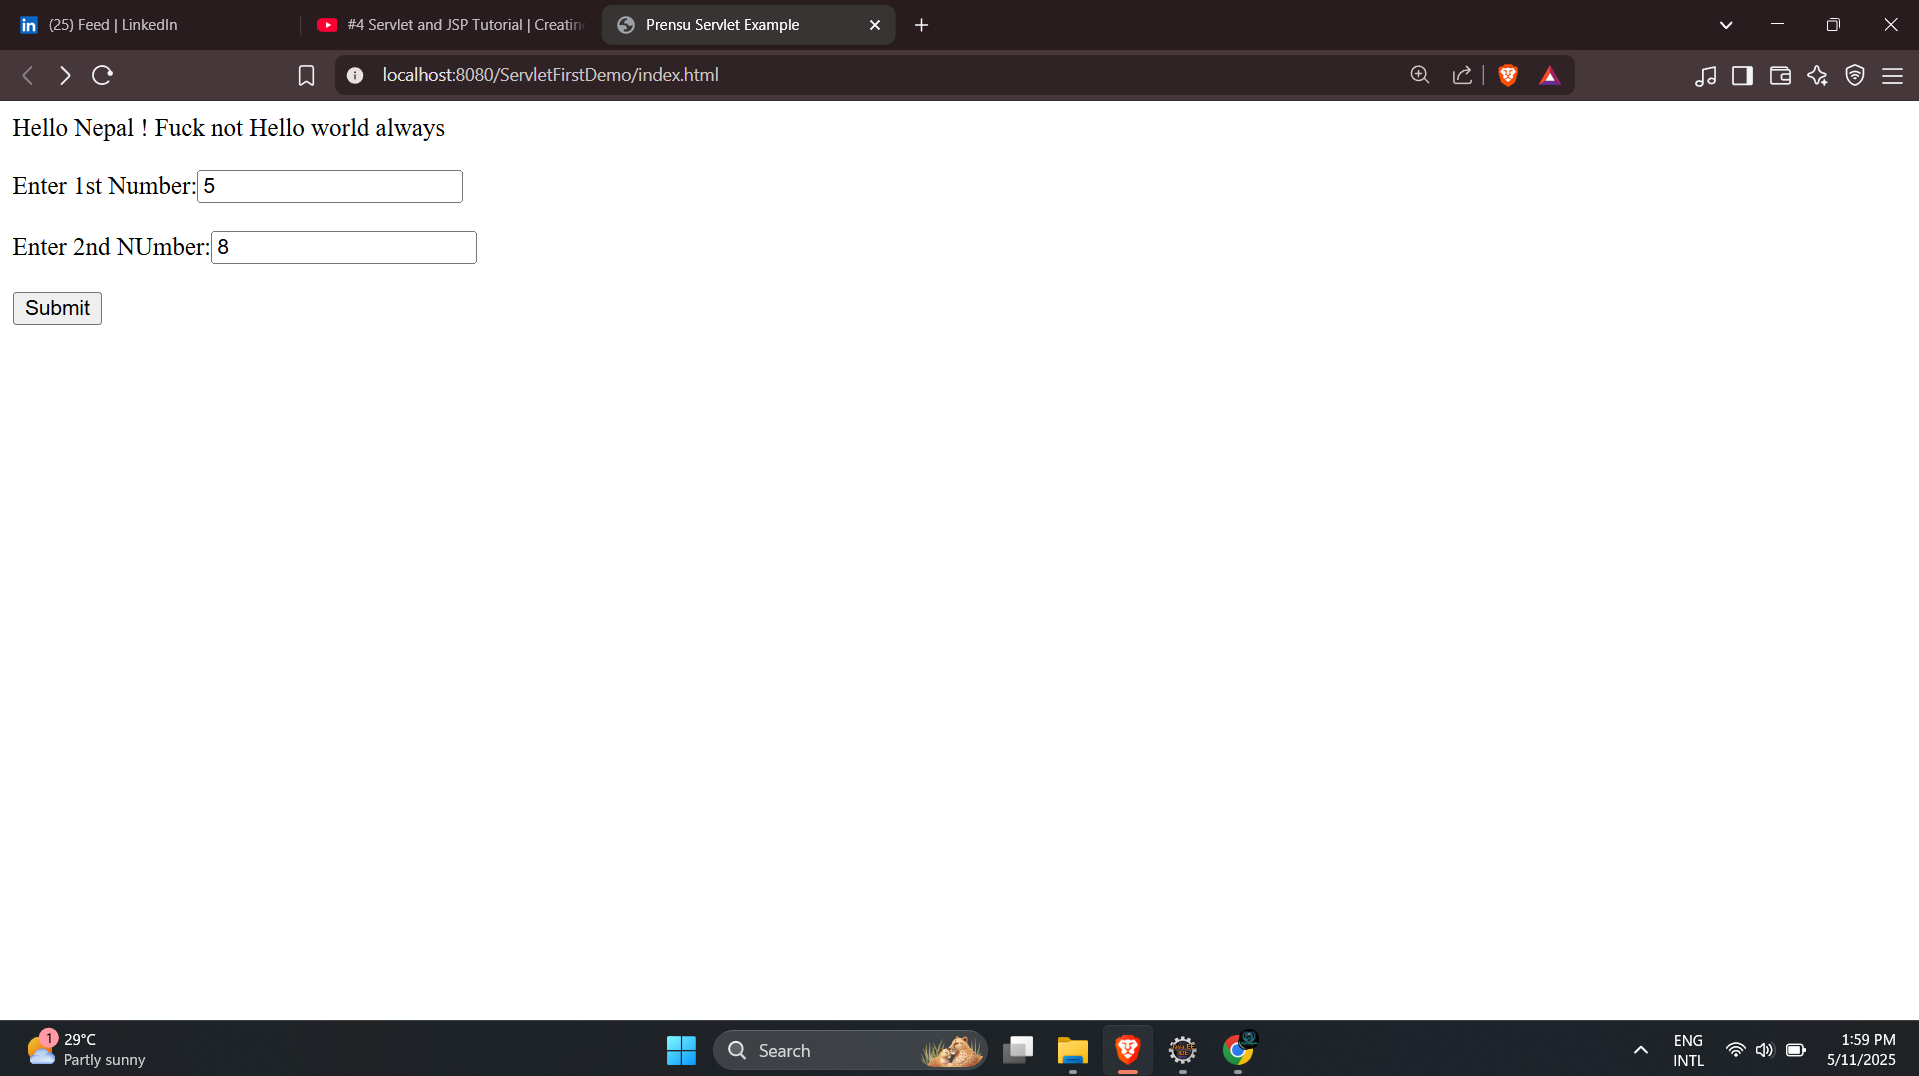 (25) Feed | LinkedIn
#4 Servlet and JSP Tutorial | Creatin
Prensu Servlet Example
localhost:8080/ServletFirstDemo/index.html
Hello Nepal ! Fuck not Hello world always
Enter 1st Number: 5
Enter 2nd NUmber: 8
Submit
1
29°C
Partly sunny
Search
ENG
INTL
1:59 PM
5/11/2025